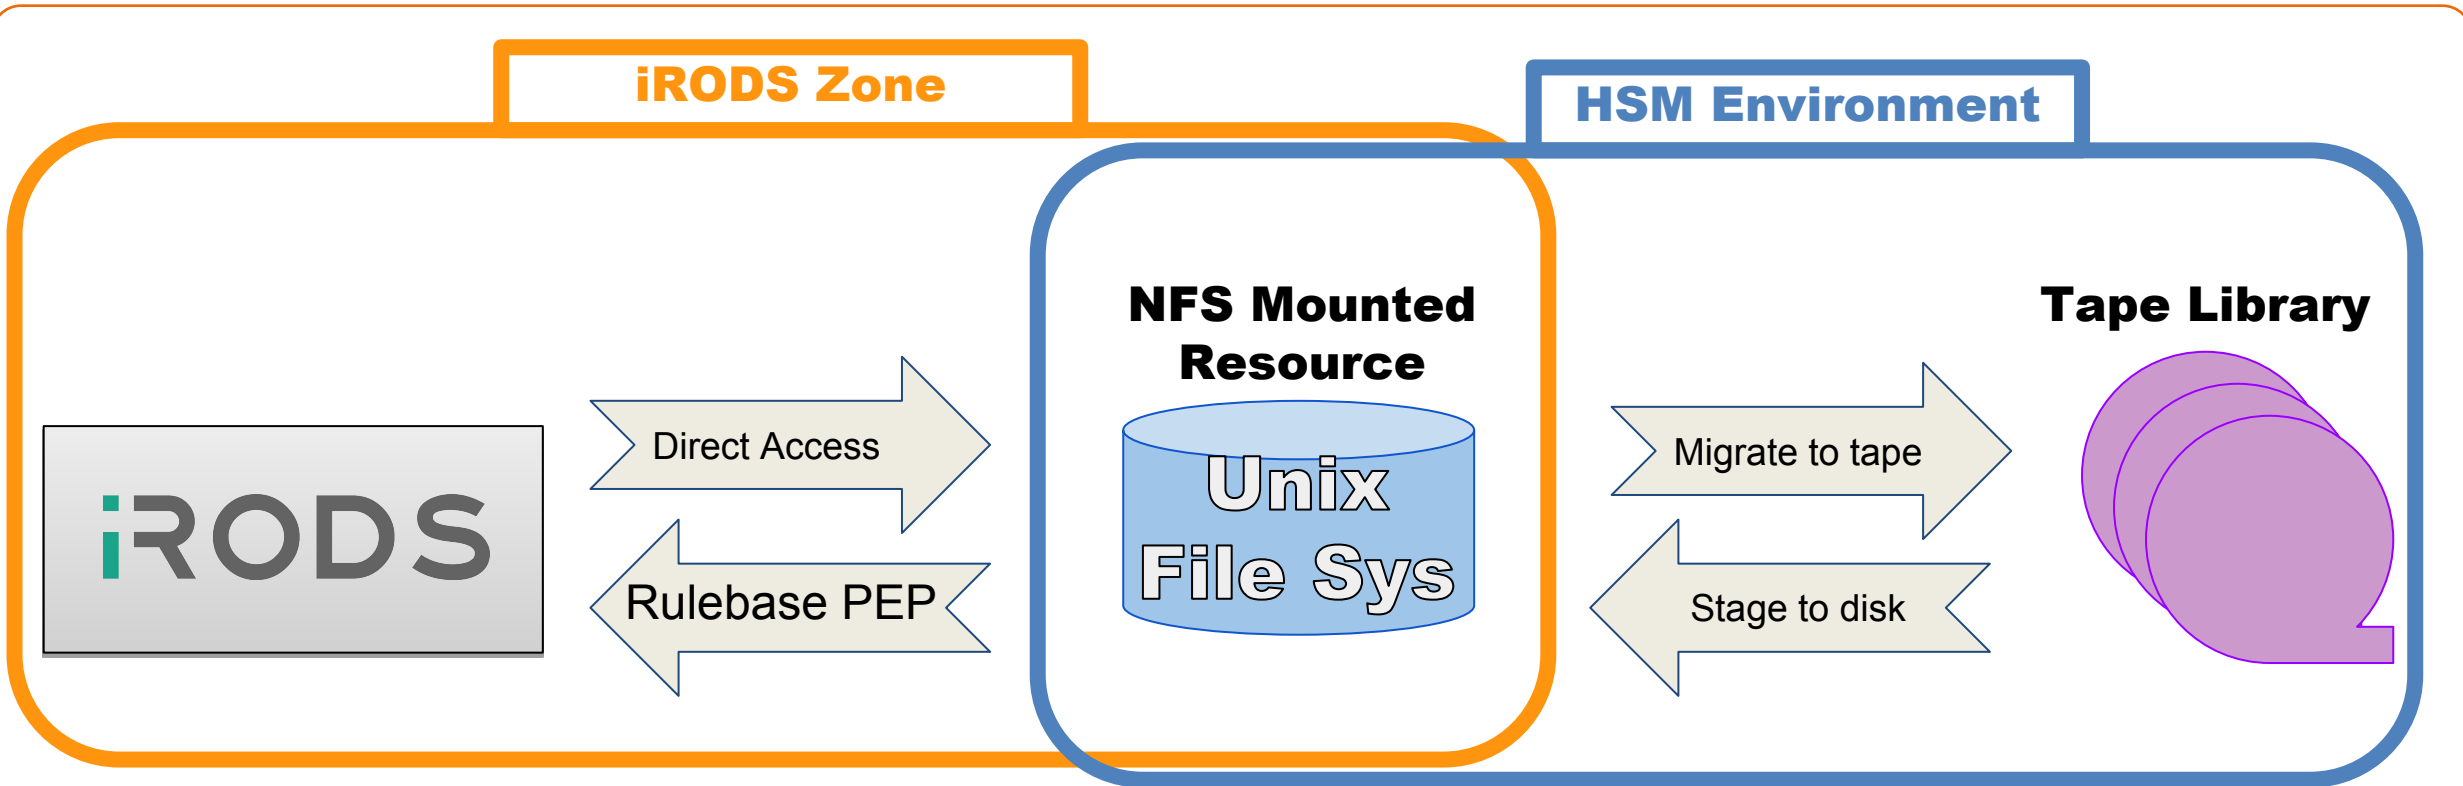 iRODS Zone
HSM Environment
NFS Mounted
Resource
Tape Library
Direct Access
Migrate to tape
iRODS
Unix
File Sys
Rulebase PEP
Stage to disk